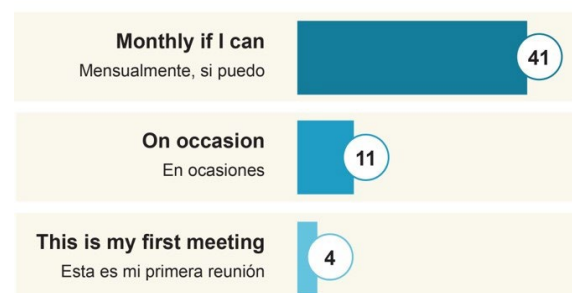 Monthly if I can
Mensualmente, si puedo
41
On occasion
En ocasiones
11
This is my first meeting
Esta es mi primera reunión
4